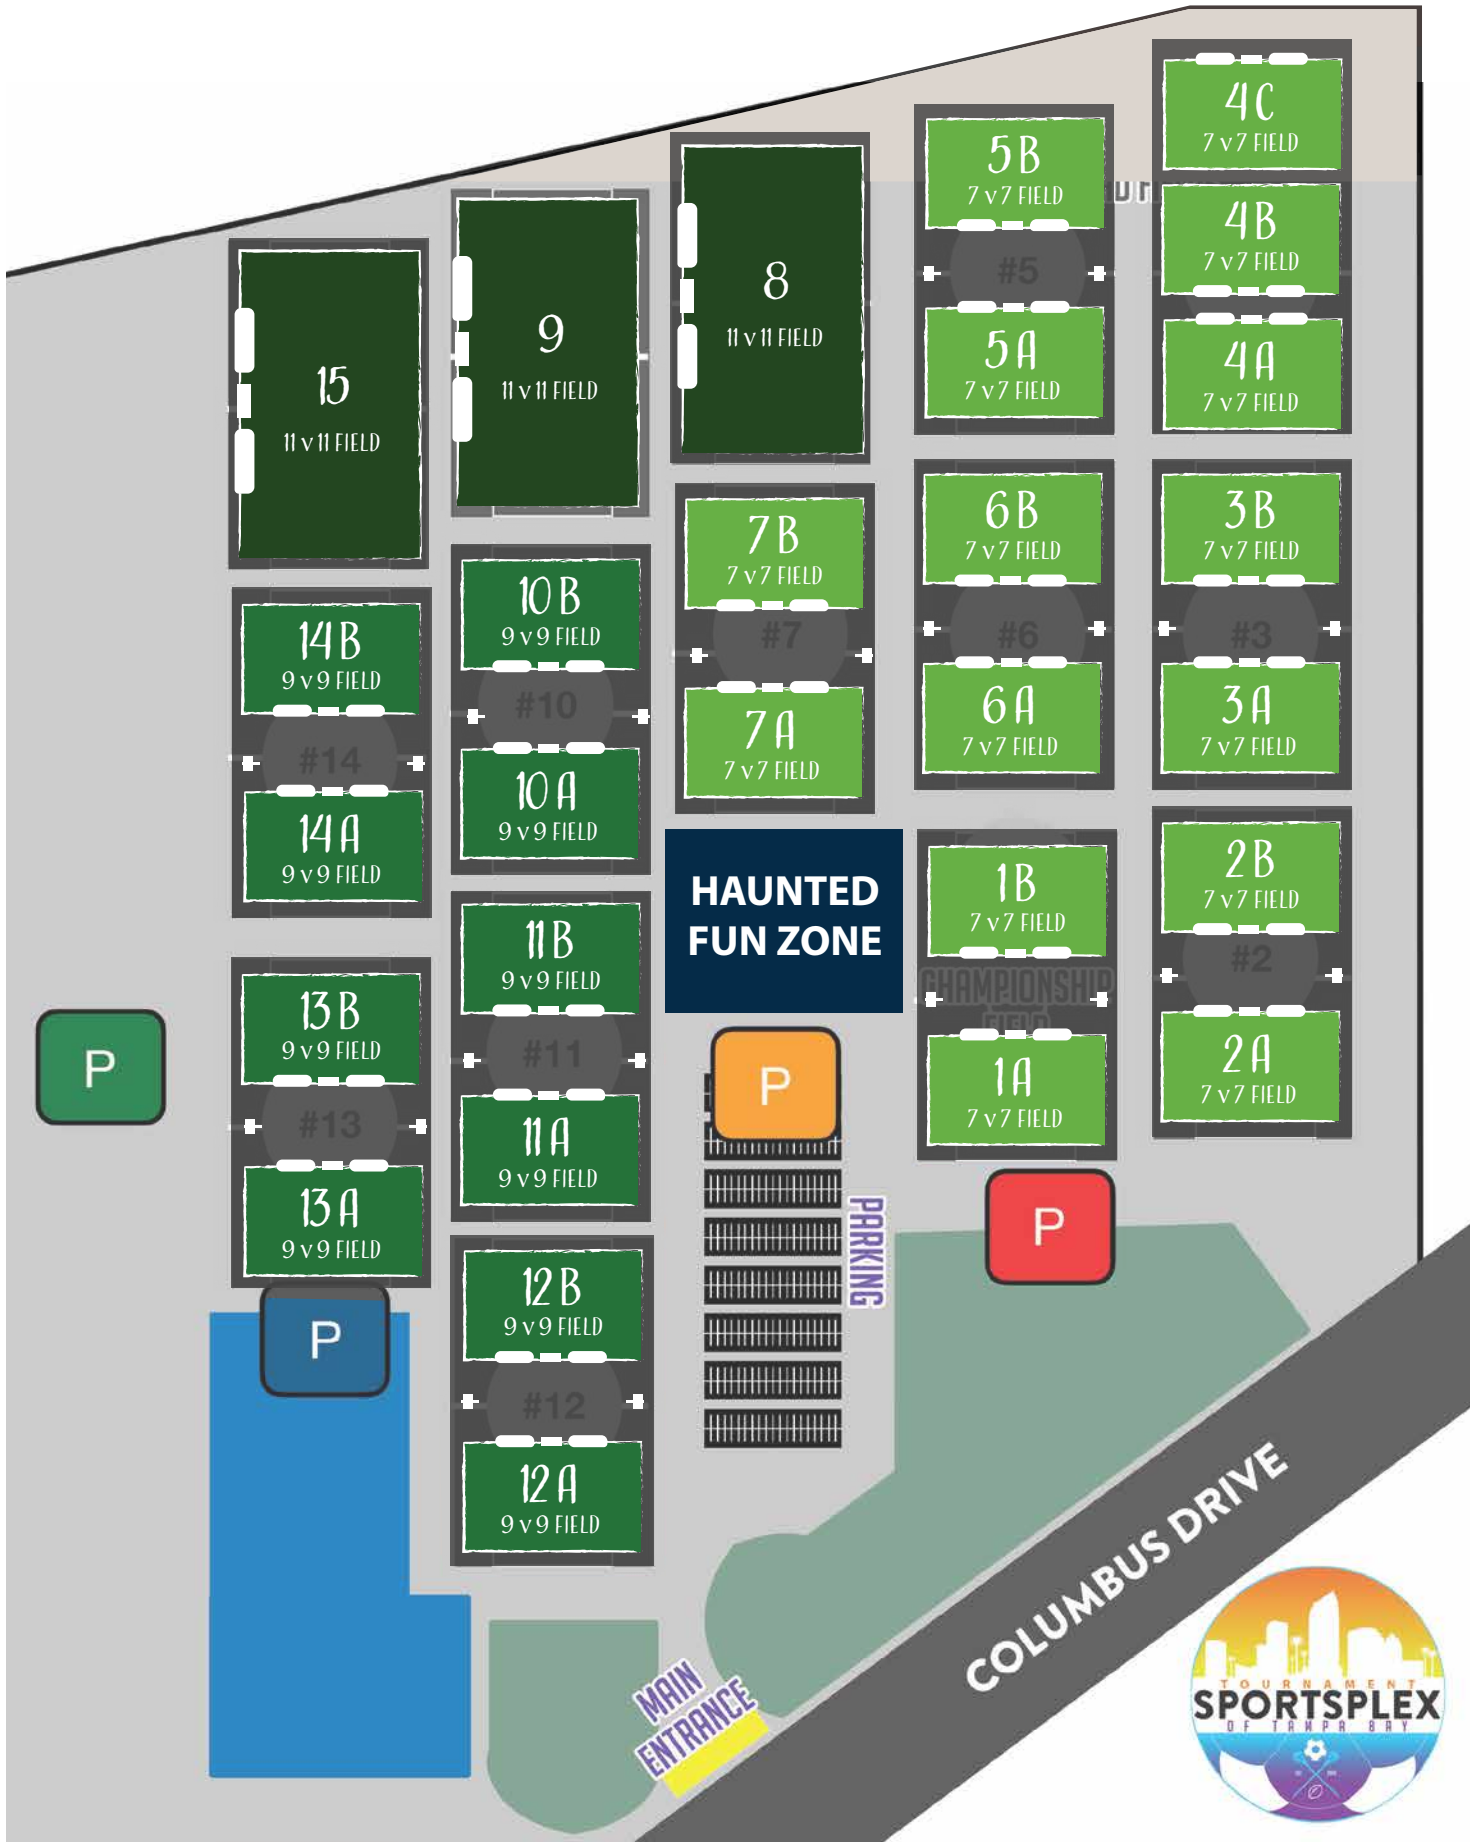 4C
7 v 7 FIELD
4B
7 v 7 FIELD
4A
7 v 7 FIELD
5B
7 v 7 FIELD
#5
5A
7 v 7 FIELD
8
11 v 11 FIELD
9
11 v 11 FIELD
15
11 v 11 FIELD
6B
7 v 7 FIELD
#6
6A
7 v 7 FIELD
3B
7 v 7 FIELD
#3
3A
7 v 7 FIELD
7B
7 v 7 FIELD
#7
7A
7 v 7 FIELD
10B
9 v 9 FIELD
#10
10A
9 v 9 FIELD
14B
9 v 9 FIELD
#14
14A
9 v 9 FIELD
HAUNTED
FUN ZONE
1B
7 v 7 FIELD
CHAMPIONSHIP
FIELD
1A
7 v 7 FIELD
2B
7 v 7 FIELD
#2
2A
7 v 7 FIELD
11B
9 v 9 FIELD
#11
11A
9 v 9 FIELD
13B
9 v 9 FIELD
#13
13A
9 v 9 FIELD
P
P
P
P
PARKING
12B
9 v 9 FIELD
#12
12A
9 v 9 FIELD
MAIN
ENTRANCE
COLUMBUS DRIVE
TOURNAMENT
SPORTSPLEX
OF TAMPA BAY